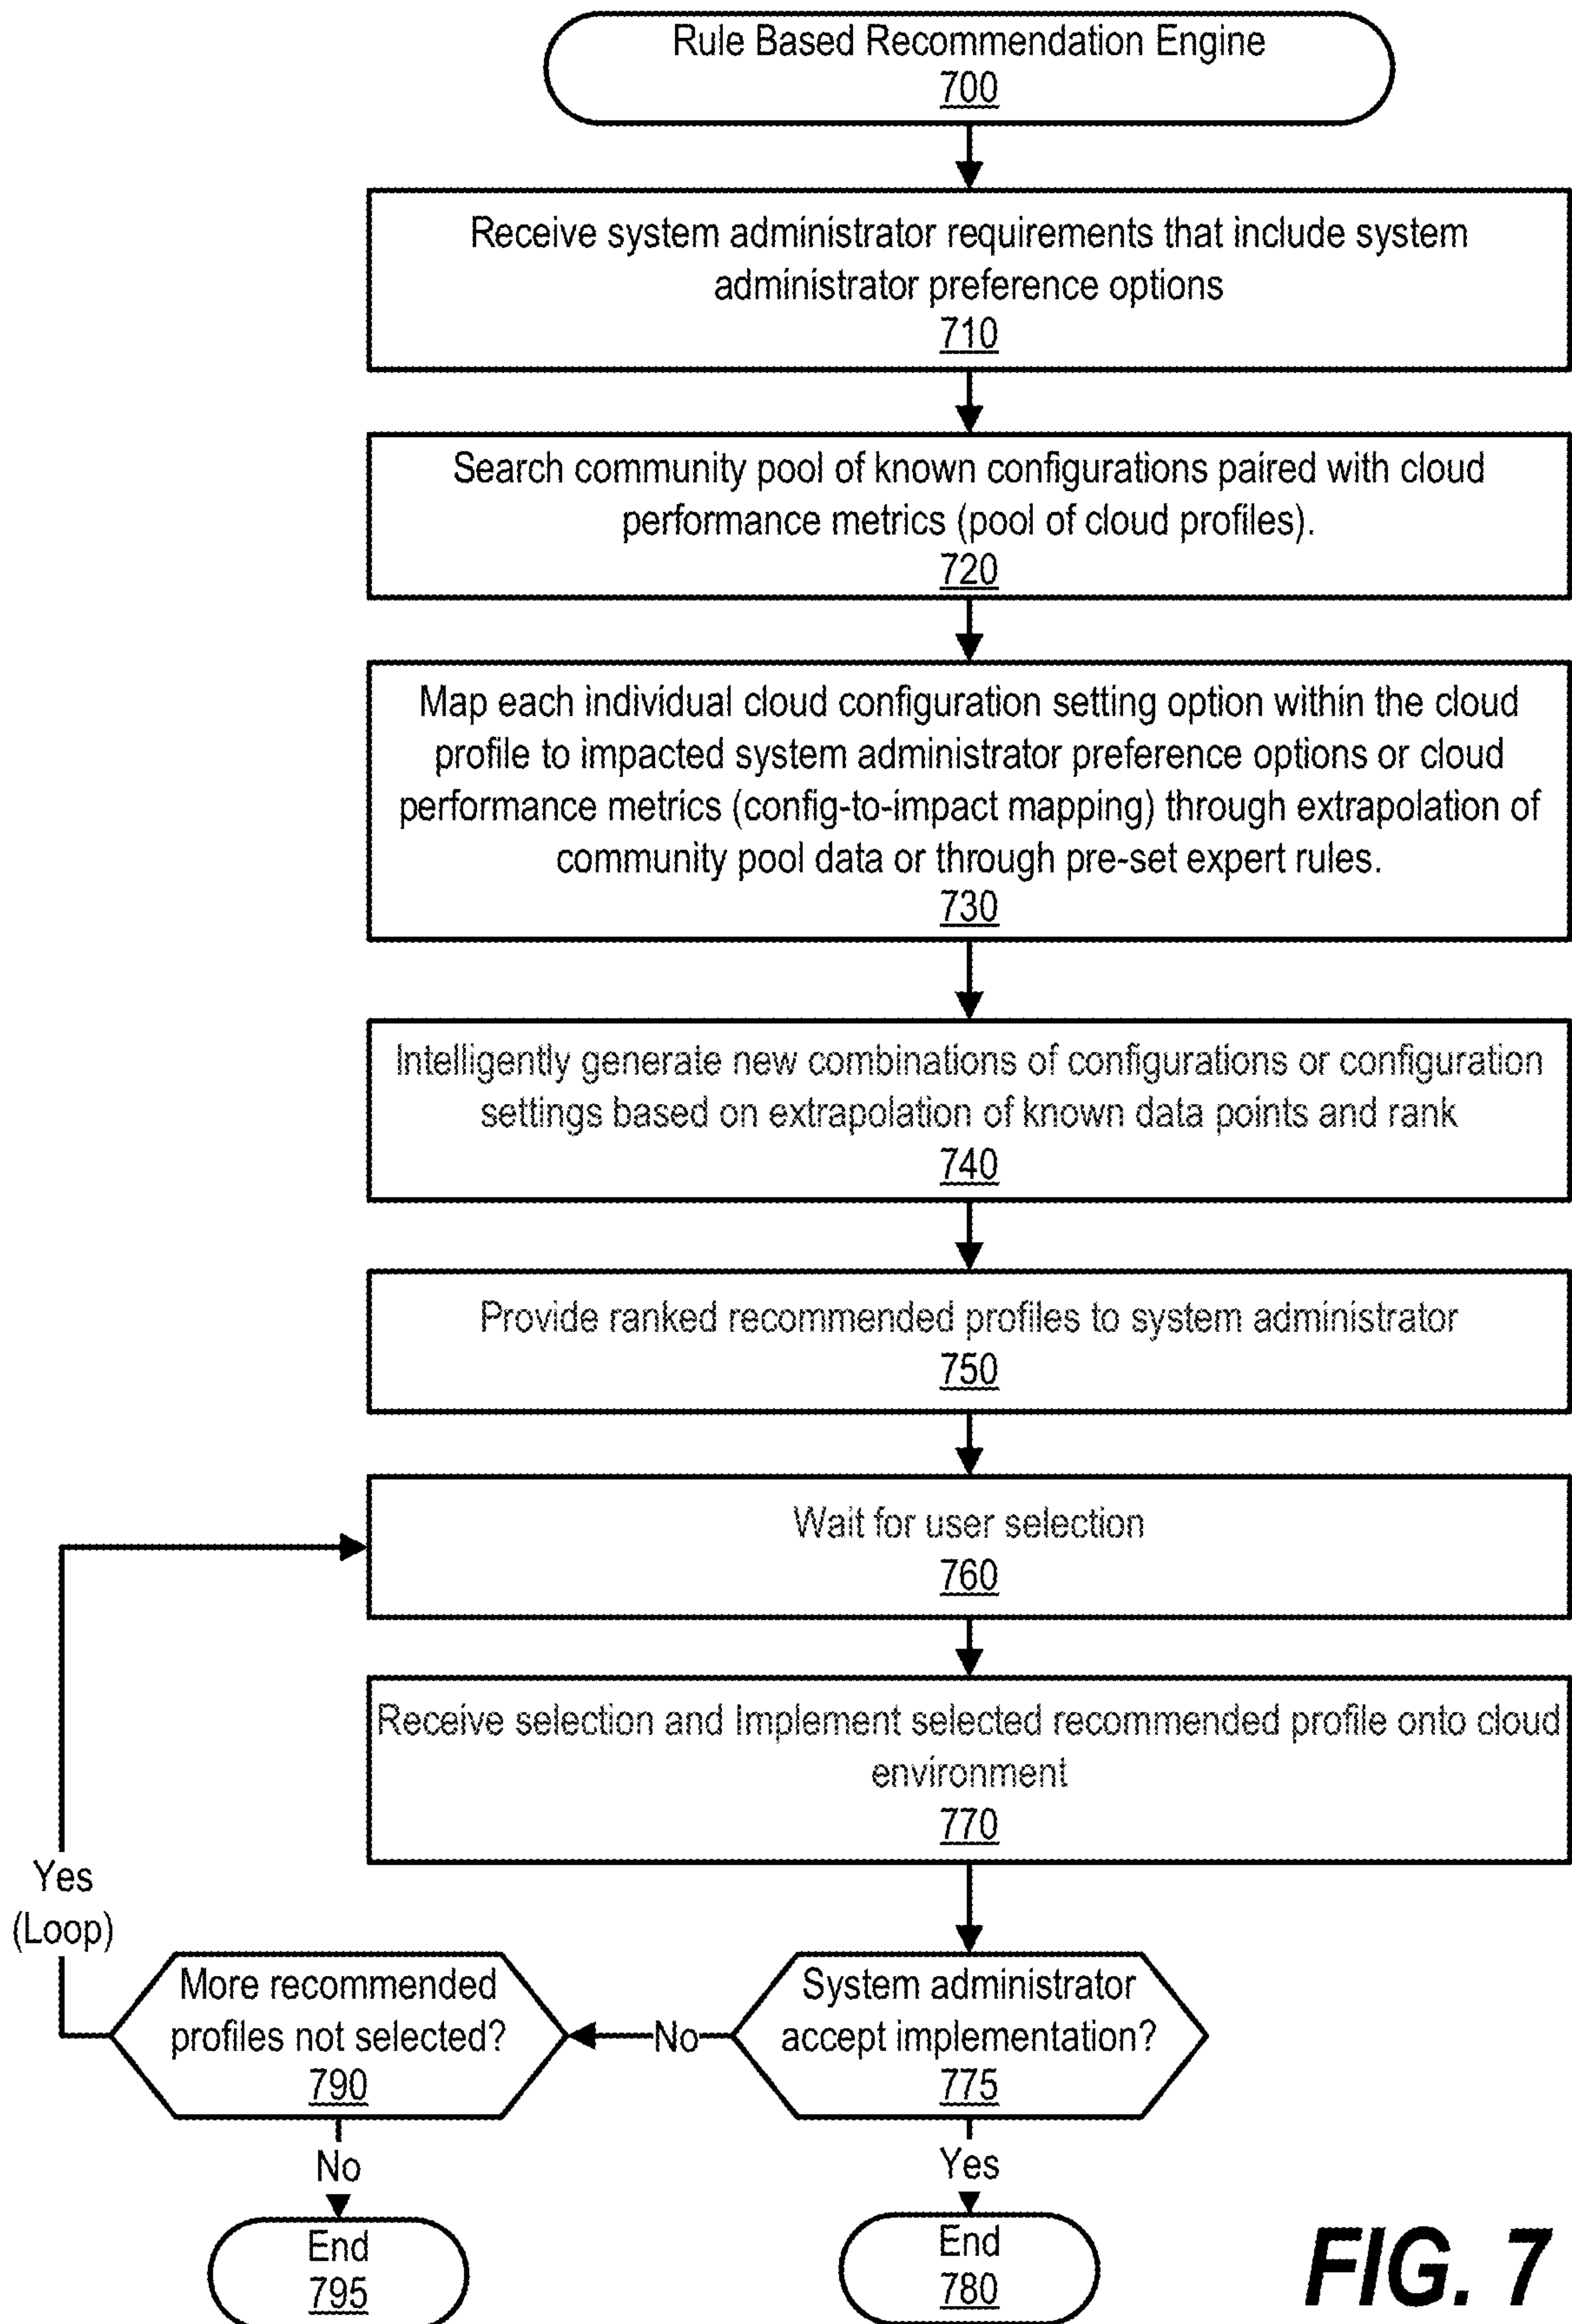 Rule Based Recommendation Engine
700
Receive system administrator requirements that include system
administrator preference options
710
Search community pool of known configurations paired with cloud
performance metrics (pool of cloud profiles).
720
Map each individual cloud configuration setting option within the cloud
profile to impacted system administrator preference options or cloud
performance metrics (config-to-impact mapping) through extrapolation of
community pool data or through pre-set expert rules.
730
Intelligently generate new combinations of configurations or configuration
settings based on extrapolation of known data points and rank
740
Provide ranked recommended profiles to system administrator
750
Wait for user selection
760
Receive selection and Implement selected recommended profile onto cloud
environment
770
Yes
(Loop)
More recommended
profiles not selected?
790
No
System administrator
accept implementation?
775
No
Yes
End
795
End
780
FIG. 7